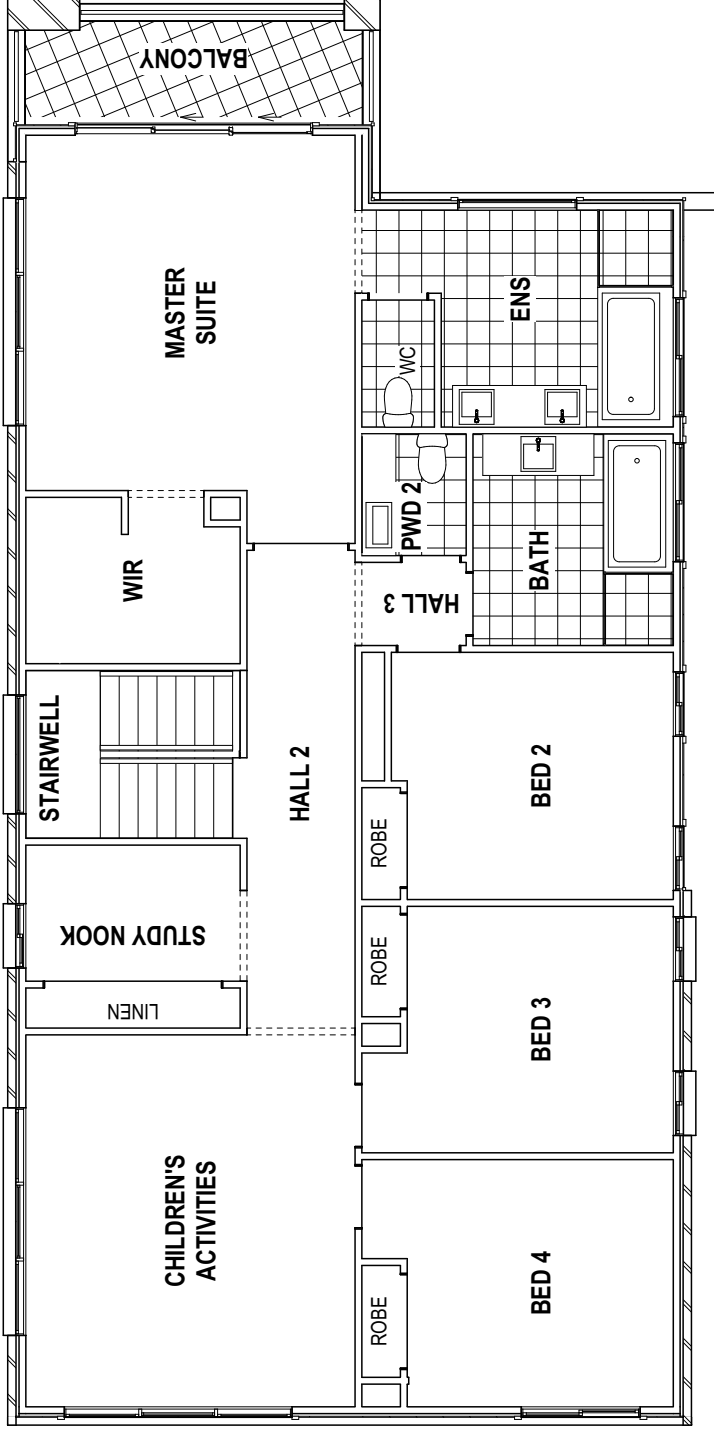 BALCONY
MASTER
SUITE
ENS
WC
WIR
PWD 2
BATH
HALL 3
STAIRWELL
HALL 2
BED 2
ROBE
STUDY NOOK
ROBE
LINEN
BED 3
CHILDREN'S
ACTIVITIES
BED 4
ROBE